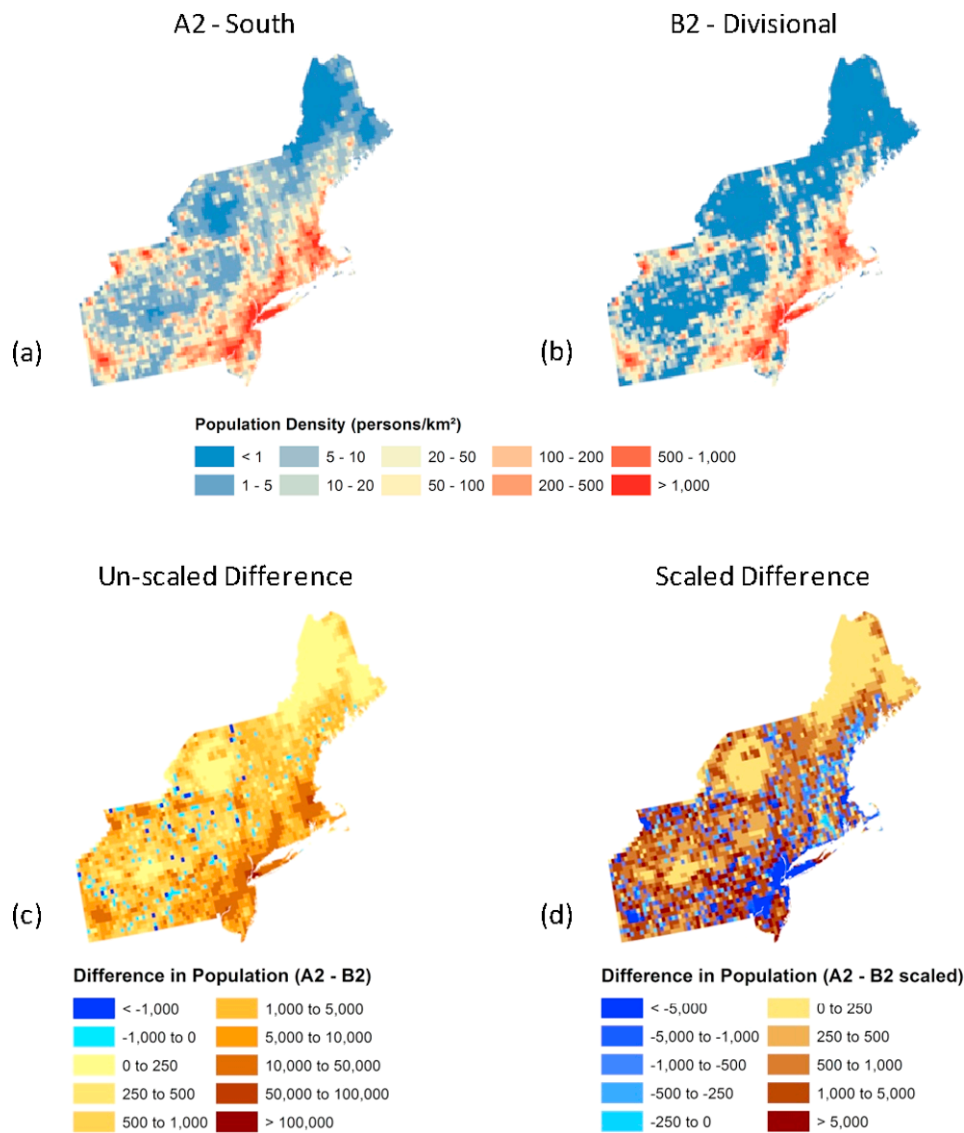 A2 - South
B2 - Divisional
(a)
(b)
Population Density (persons/km²)
< 1
5 - 10
20 - 50
100 - 200
500 - 1,000
1 - 5
10 - 20
50 - 100
200 - 500
> 1,000
Un-scaled Difference
Scaled Difference
(c)
(d)
Difference in Population (A2 - B2)
< -1,000
1,000 to 5,000
-1,000 to 0
5,000 to 10,000
0 to 250
10,000 to 50,000
250 to 500
50,000 to 100,000
500 to 1,000
> 100,000
Difference in Population (A2 - B2 scaled)
< -5,000
0 to 250
-5,000 to -1,000
250 to 500
-1,000 to -500
500 to 1,000
-500 to -250
1,000 to 5,000
-250 to 0
> 5,000